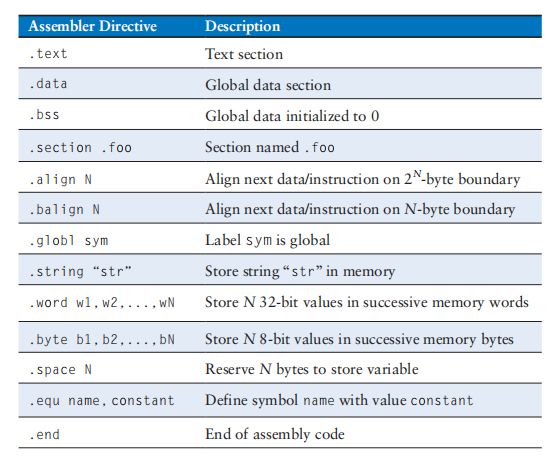 Assembler Directive Description
.text Text section
.data Global data section
.bss Global data initialized to 0
.section .foo Section named .foo
.align N Align next data/instruction on 2^N-byte boundary
.balign N Align next data/instruction on N-byte boundary
.globl sym Label sym is global
.string “str” Store string “str” in memory
.word w1,w2,...,wN Store N 32-bit values in successive memory words
.byte b1,b2,...,bN Store N 8-bit values in successive memory bytes
.space N Reserve N bytes to store variable
.equ name,constant Define symbol name with value constant
.end End of assembly code